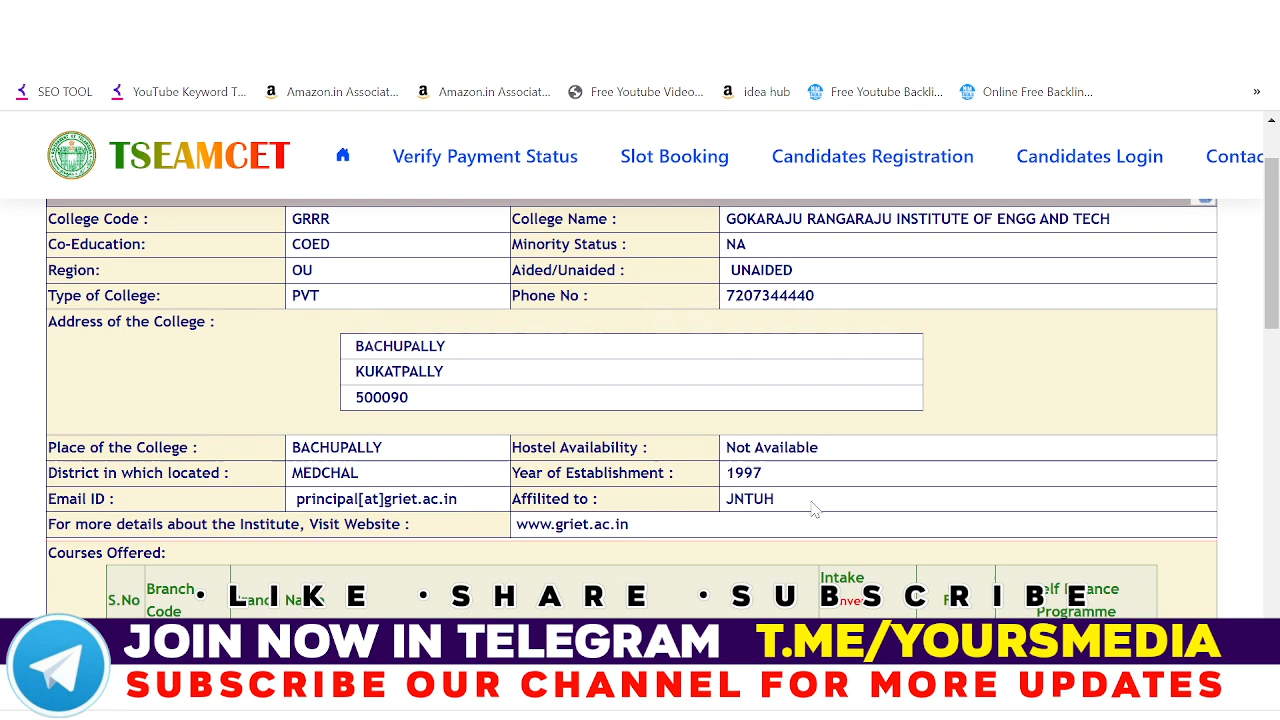 SEO TOOL YouTube Keyword T... Amazon.in Associat... Amazon.in Associat... Free Youtube Video... idea hub Free Youtube Backli... Online Free Backlin... »
TSEAMCET Verify Payment Status Slot Booking Candidates Registration Candidates Login Contac
College Code : GRRR College Name : GOKARAJU RANGARAJU INSTITUTE OF ENGG AND TECH
Co-Education: COED Minority Status : NA
Region: OU Aided/Unaided : UNAIDED
Type of College: PVT Phone No : 7207344440
Address of the College :
BACHUPALLY
KUKATPALLY
500090
Place of the College : BACHUPALLY Hostel Availability : Not Available
District in which located : MEDCHAL Year of Establishment : 1997
Email ID : principal[at]griet.ac.in Affilited to : JNTUH
For more details about the Institute, Visit Website : www.griet.ac.in
Courses Offered:
S.No Branch Code Intake Programme
•LIKE •SHARE •SUBSCRIBE
JOIN NOW IN TELEGRAM T.ME/YOURSMEDIA
SUBSCRIBE OUR CHANNEL FOR MORE UPDATES